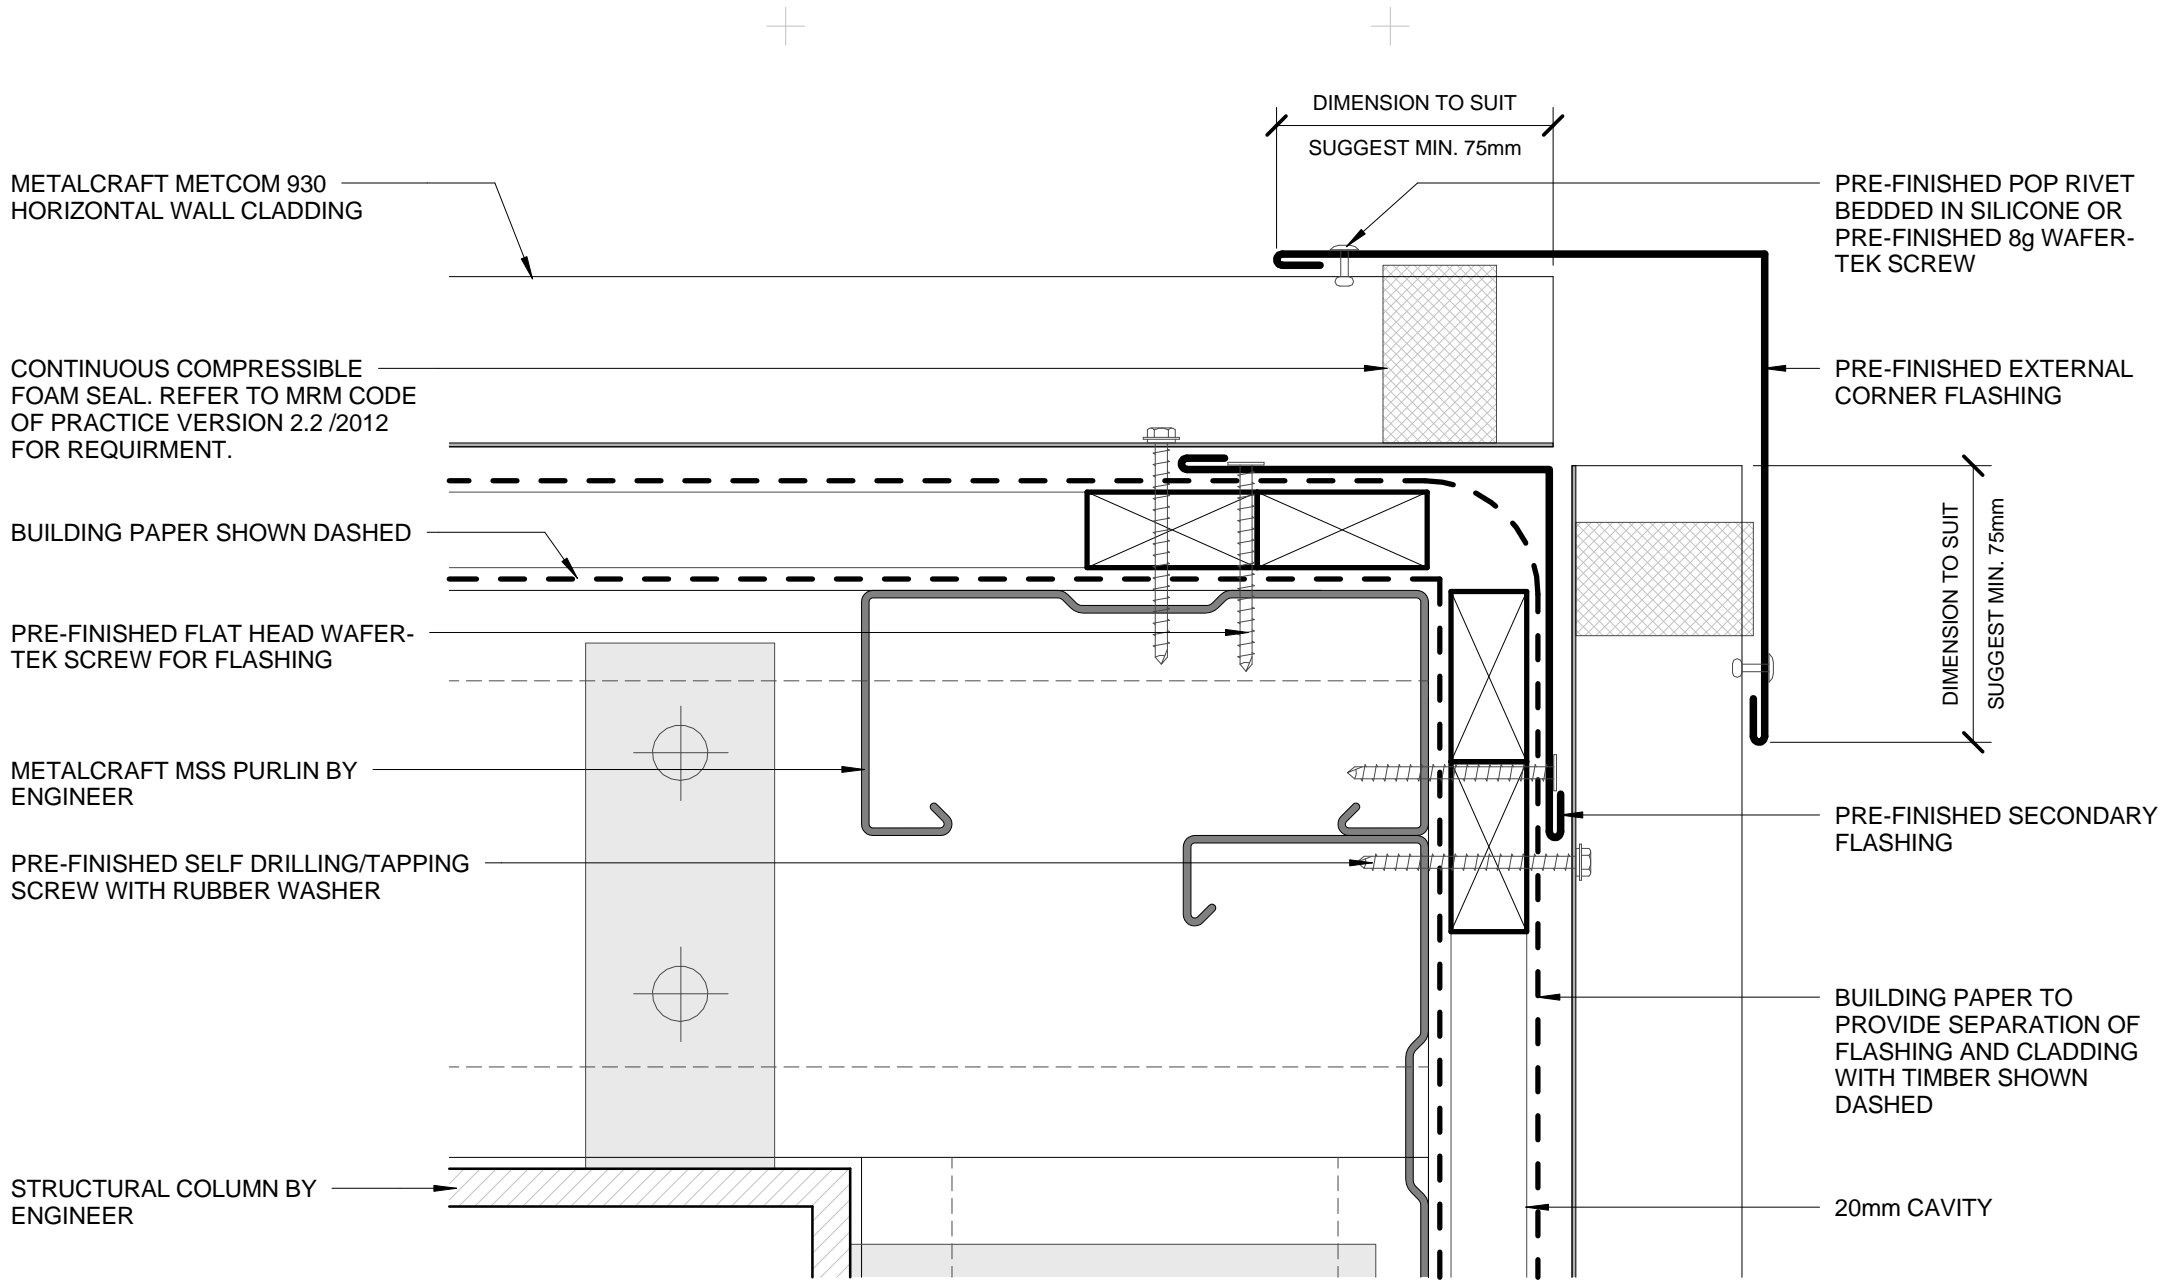 DIMENSION TO SUIT
SUGGEST MIN. 75mm
METALCRAFT METCOM 930
HORIZONTAL WALL CLADDING
CONTINUOUS COMPRESSIBLE
FOAM SEAL. REFER TO MRM CODE
OF PRACTICE VERSION 2.2 /2012
FOR REQUIRMENT.
BUILDING PAPER SHOWN DASHED
PRE-FINISHED FLAT HEAD WAFER-
TEK SCREW FOR FLASHING
METALCRAFT MSS PURLIN BY
ENGINEER
PRE-FINISHED SELF DRILLING/TAPPING
SCREW WITH RUBBER WASHER
STRUCTURAL COLUMN BY
ENGINEER
PRE-FINISHED POP RIVET
BEDDED IN SILICONE OR
PRE-FINISHED 8g WAFER-
TEK SCREW
PRE-FINISHED EXTERNAL
CORNER FLASHING
DIMENSION TO SUIT
SUGGEST MIN. 75mm
PRE-FINISHED SECONDARY
FLASHING
BUILDING PAPER TO
PROVIDE SEPARATION OF
FLASHING AND CLADDING
WITH TIMBER SHOWN
DASHED
20mm CAVITY